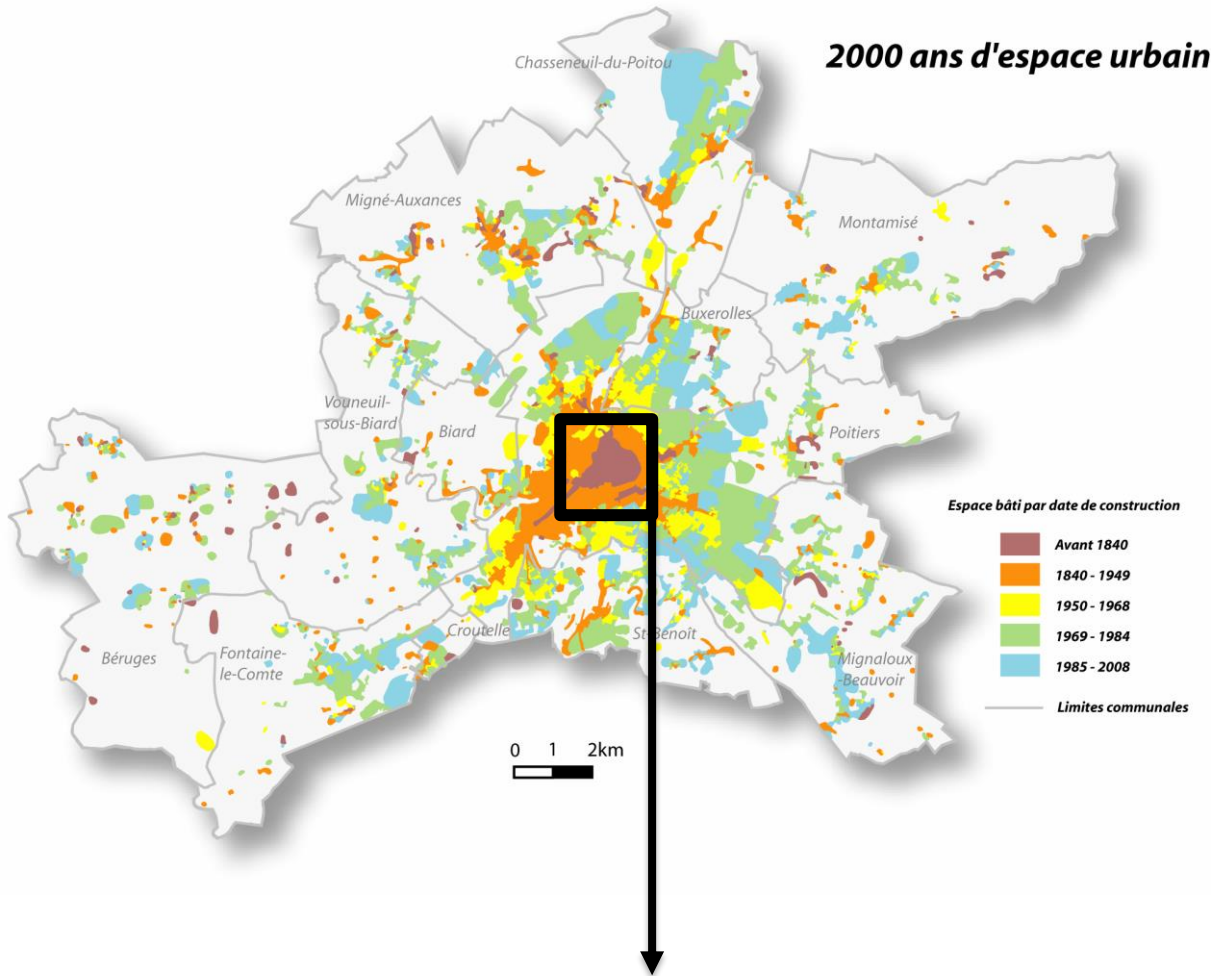 2000 ans d'espace urbain
Chasseneuil-du-Poitou
Migné-Auxances
Montamisé
Buxerolles
Vouneuil-
sous-Biard
Biard
Poitiers
Espace bâti par date de construction
Avant 1840
1840 - 1949
1950 - 1968
1969 - 1984
1985 - 2008
Limites communales
Croutelle
St-Benoît
Béruges
Fontaine-
le-Comte
Mignaloux
-Beauvoir
0 1 2km